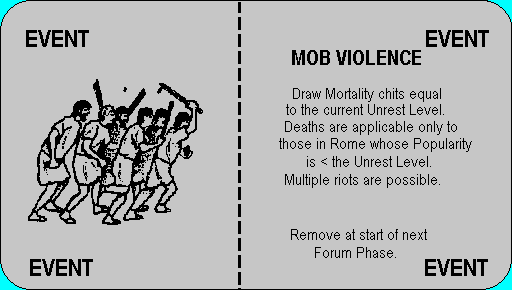 EVENT
EVENT
EVENT
MOB VIOLENCE
Draw Mortality chits equal
to the current Unrest Level.
Deaths are applicable only to
those in Rome whose Popularity
is < the Unrest Level.
Multiple riots are possible.
Remove at start of next
Forum Phase.
EVENT